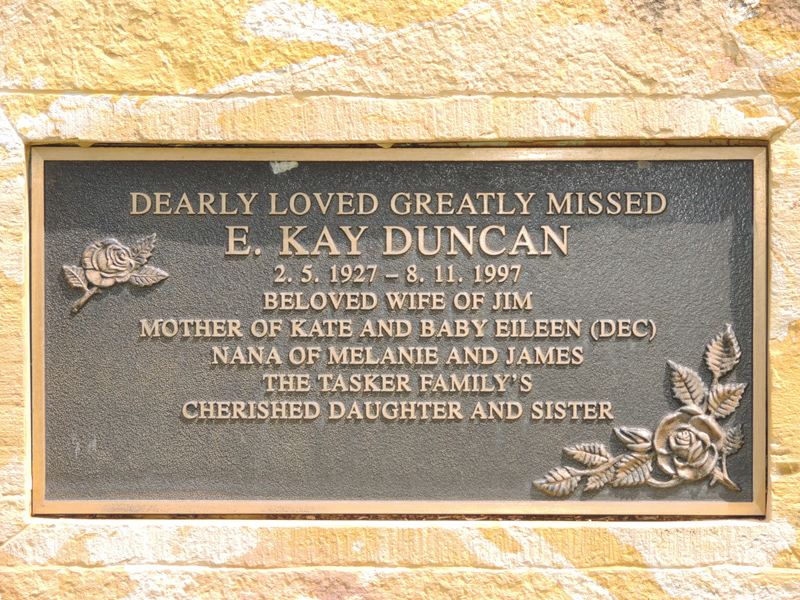 DEARLY LOVED GREATLY MISSED
E. KAY DUNCAN
2. 5. 1927 – 8. 11. 1997
BELOVED WIFE OF JIM
MOTHER OF KATE AND BABY EILEEN (DEC)
NANA OF MELANIE AND JAMES
THE TASKER FAMILY'S
CHERISHED DAUGHTER AND SISTER